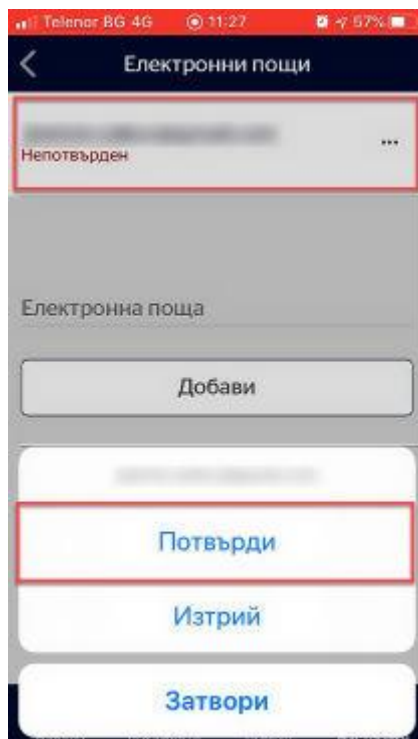 Telenor BG 4G 11:27 57%
Електронни пощи
Непотвърден
...
Електронна поща
Добави
Потвърди
Изтрий
Затвори